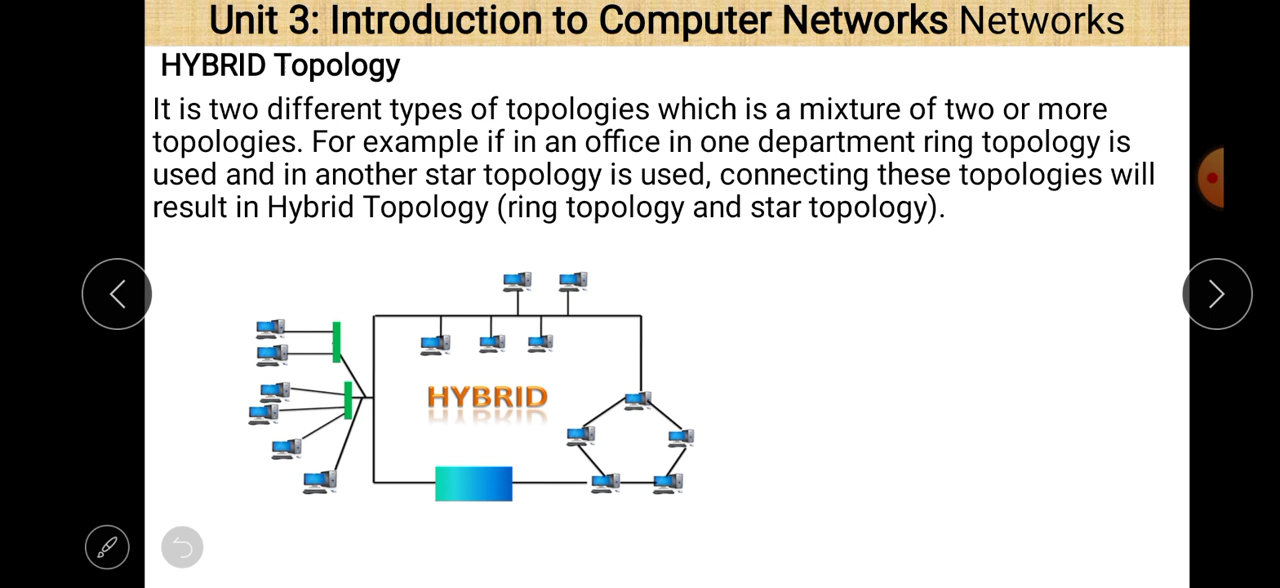 Unit 3: Introduction to Computer Networks Networks
HYBRID Topology
It is two different types of topologies which is a mixture of two or more
topologies. For example if in an office in one department ring topology is
used and in another star topology is used, connecting these topologies will
result in Hybrid Topology (ring topology and star topology).
HYBRID